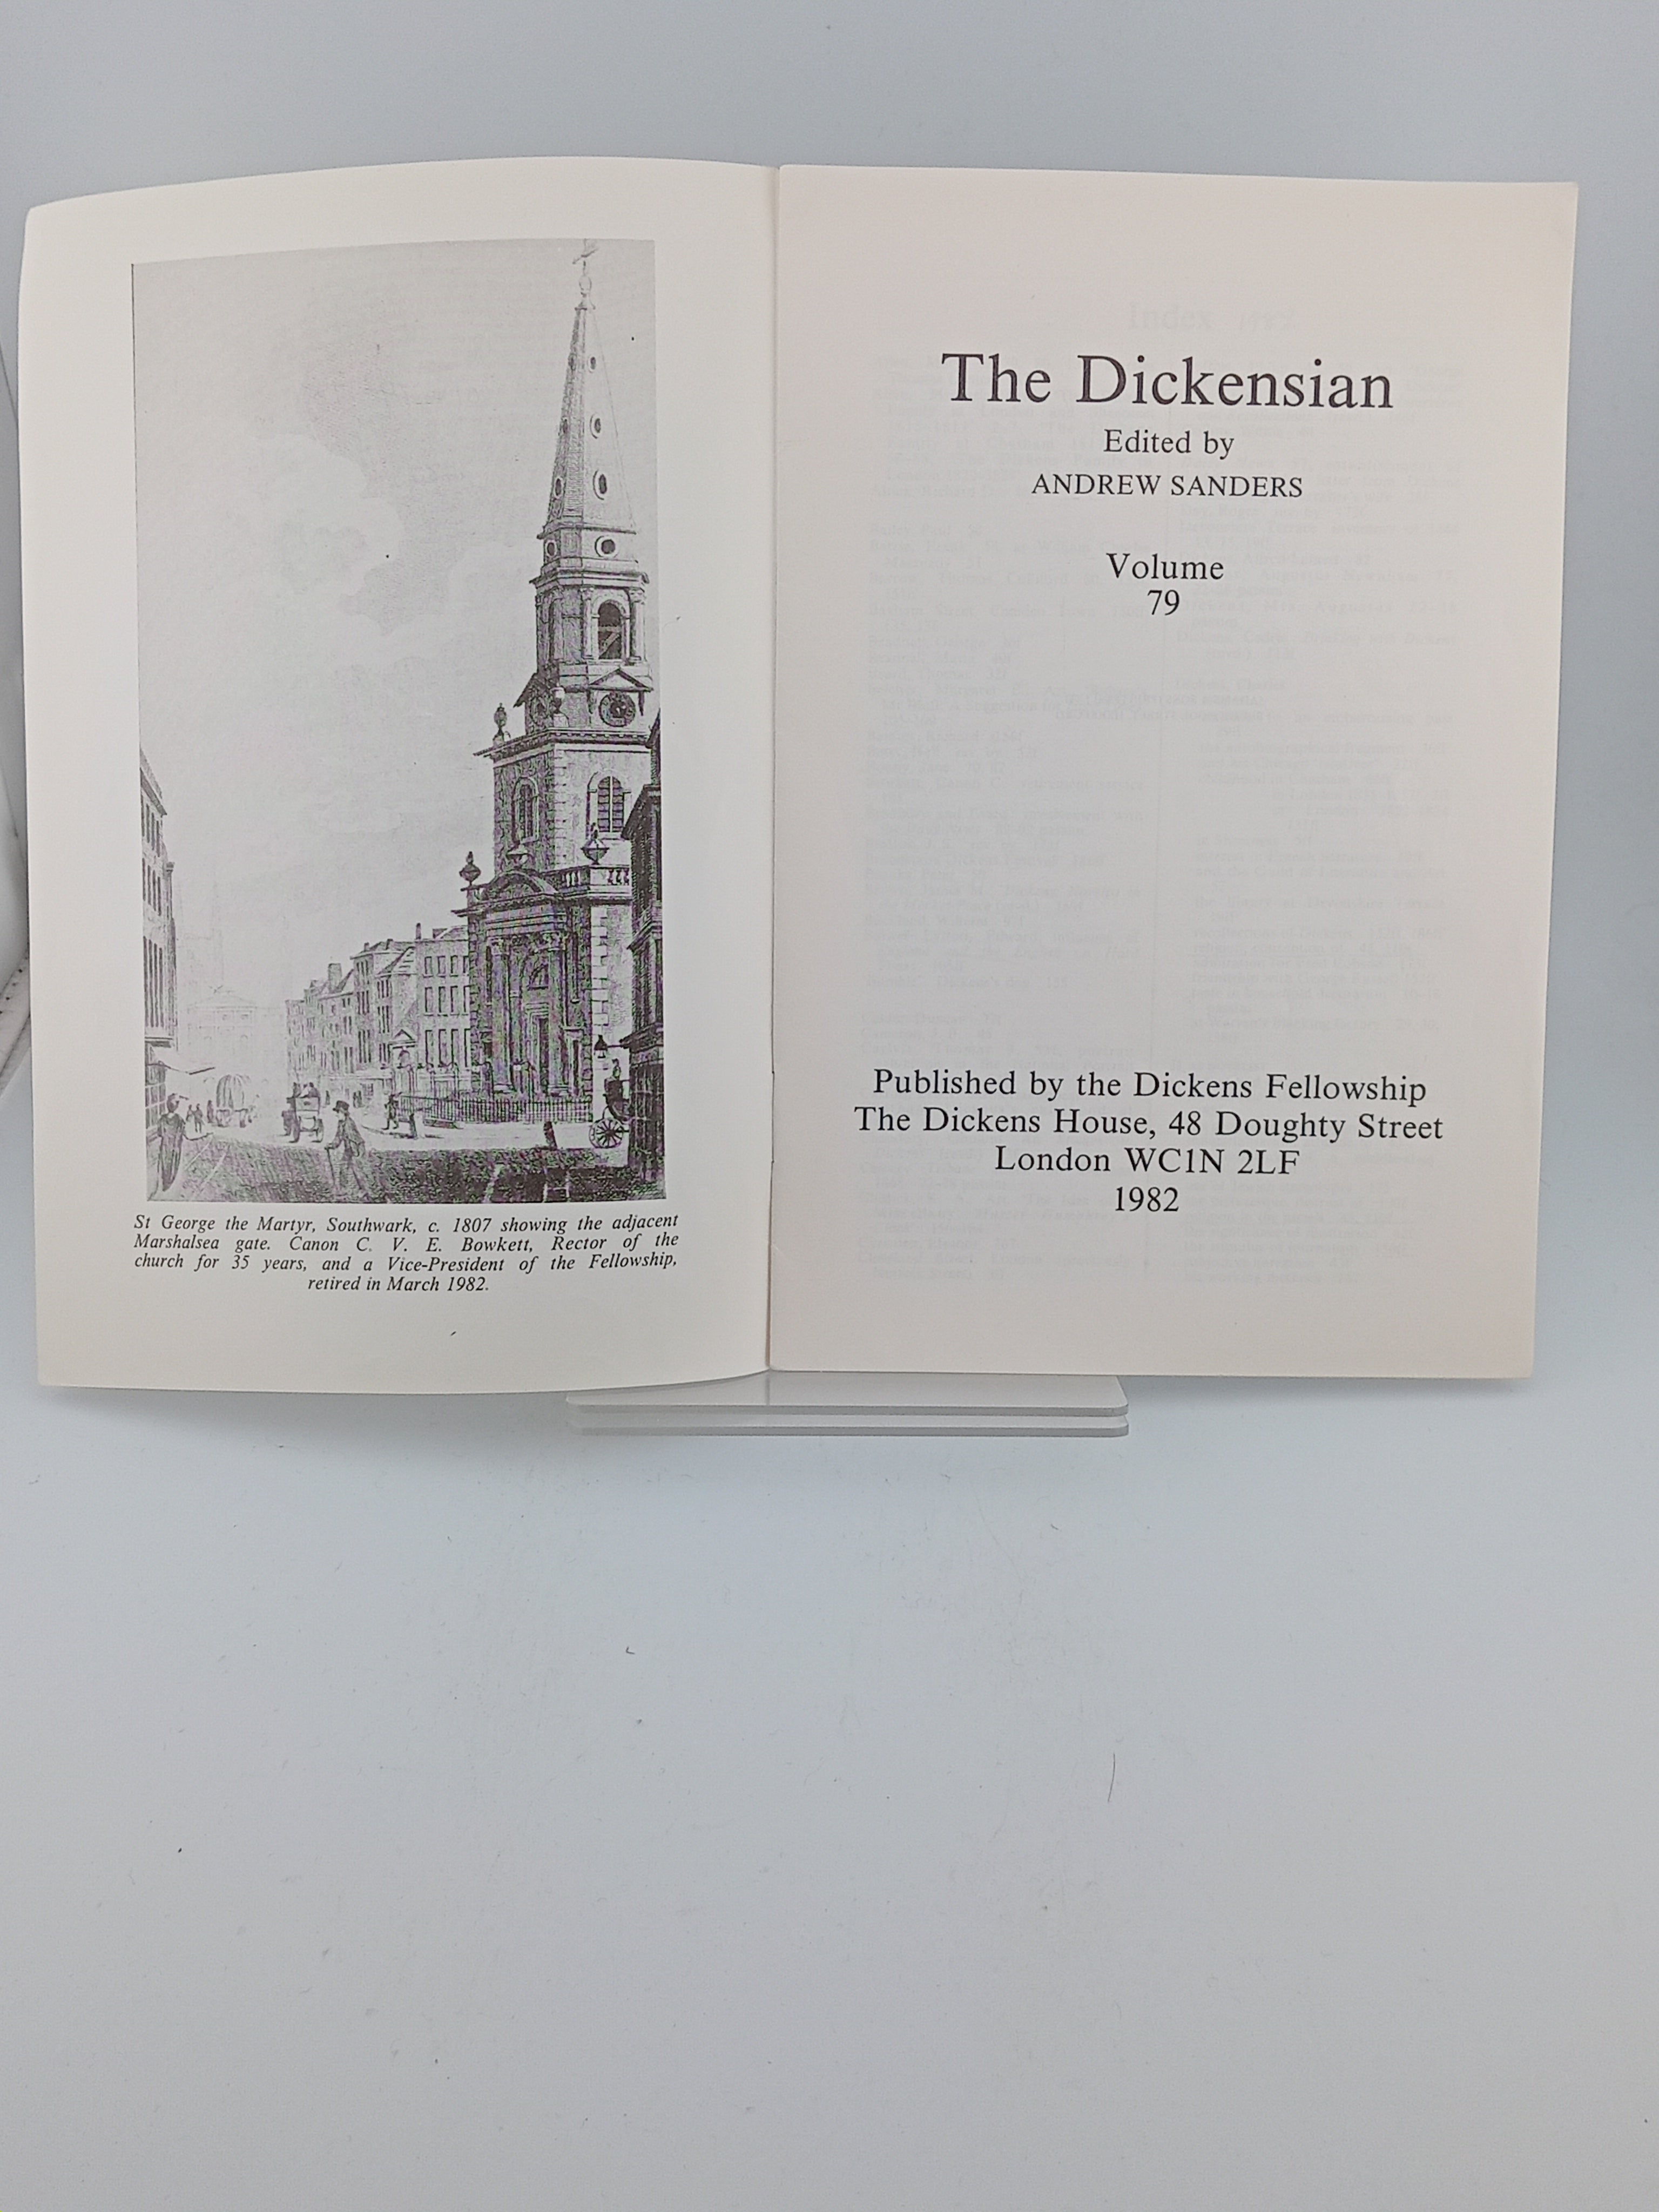 St George the Martyr, Southwark, c. 1807 showing the adjacent
Marshalsea gate. Canon C. V. E. Bowkett, Rector of the
church for 35 years, and a Vice-President of the Fellowship,
retired in March 1982.
Index
The Dickensian
Edited by
ANDREW SANDERS
Volume
79
Published by the Dickens Fellowship
The Dickens House, 48 Doughty Street
London WC1N 2LF
1982